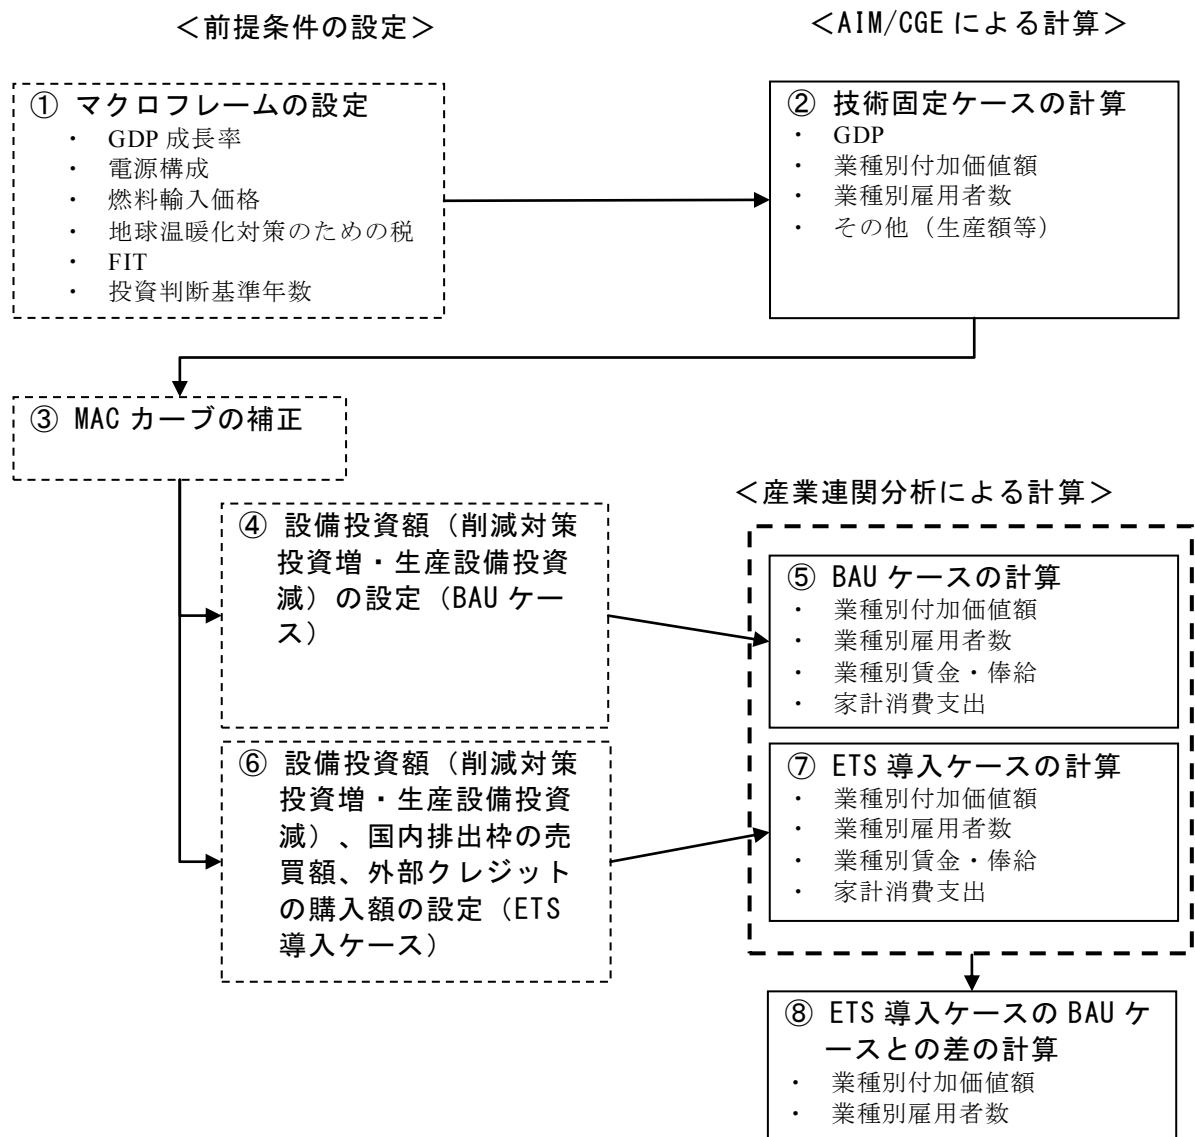 ＜前提条件の設定＞
＜AIM/CGE による計算＞
① マクロフレームの設定
・ GDP 成長率
・ 電源構成
・ 燃料輸入価格
・ 地球温暖化対策のための税
・ FIT
・ 投資判断基準年数
② 技術固定ケースの計算
・ GDP
・ 業種別付加価値額
・ 業種別雇用者数
・ その他（生産額等）
③ MAC カーブの補正
④ 設備投資額（削減対策
投資増・生産設備投資
減）の設定（BAU ケー
ス）
＜産業連関分析による計算＞
⑤ BAU ケースの計算
・ 業種別付加価値額
・ 業種別雇用者数
・ 業種別賃金・俸給
・ 家計消費支出
⑥ 設備投資額（削減対策
投資増・生産設備投資
減）、国内排出枠の売
買額、外部クレジット
の購入額の設定（ETS
導入ケース）
⑦ ETS 導入ケースの計算
・ 業種別付加価値額
・ 業種別雇用者数
・ 業種別賃金・俸給
・ 家計消費支出
⑧ ETS 導入ケースの BAU ケ
ースとの差の計算
・ 業種別付加価値額
・ 業種別雇用者数